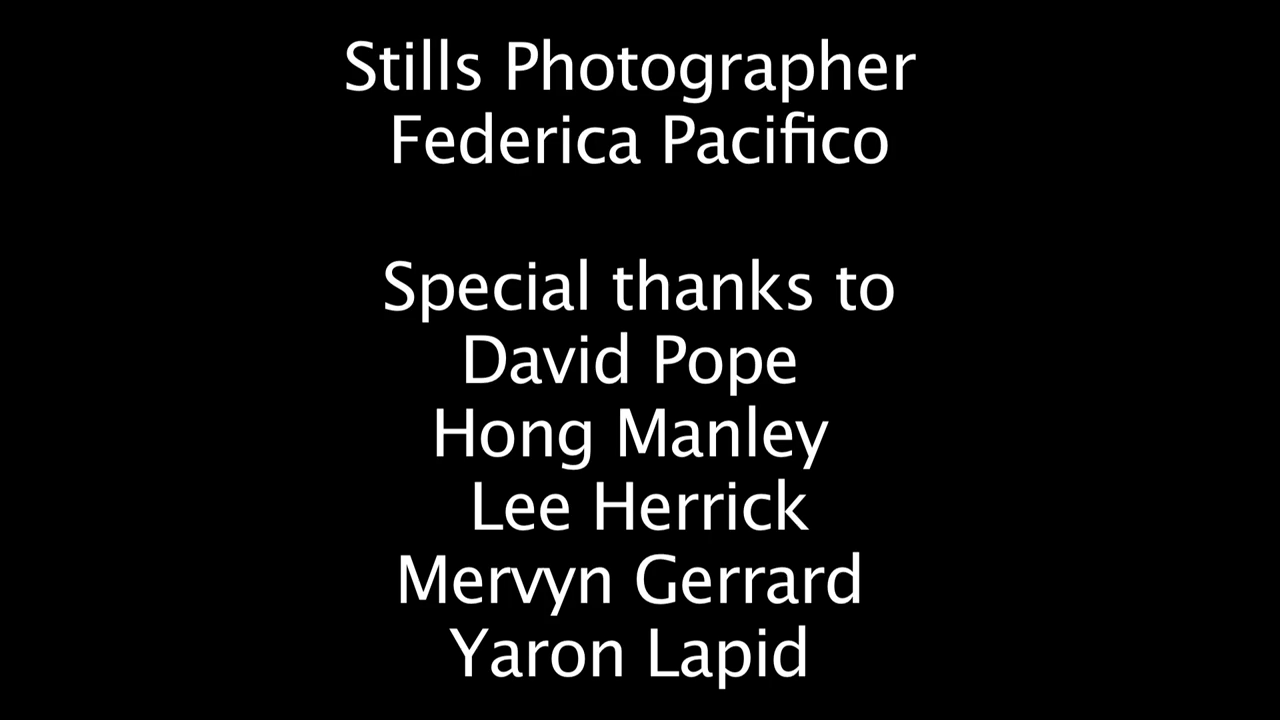 Stills Photographer
Federica Pacifico
Special thanks to
David Pope
Hong Manley
Lee Herrick
Mervyn Gerrard
Yaron Lapid